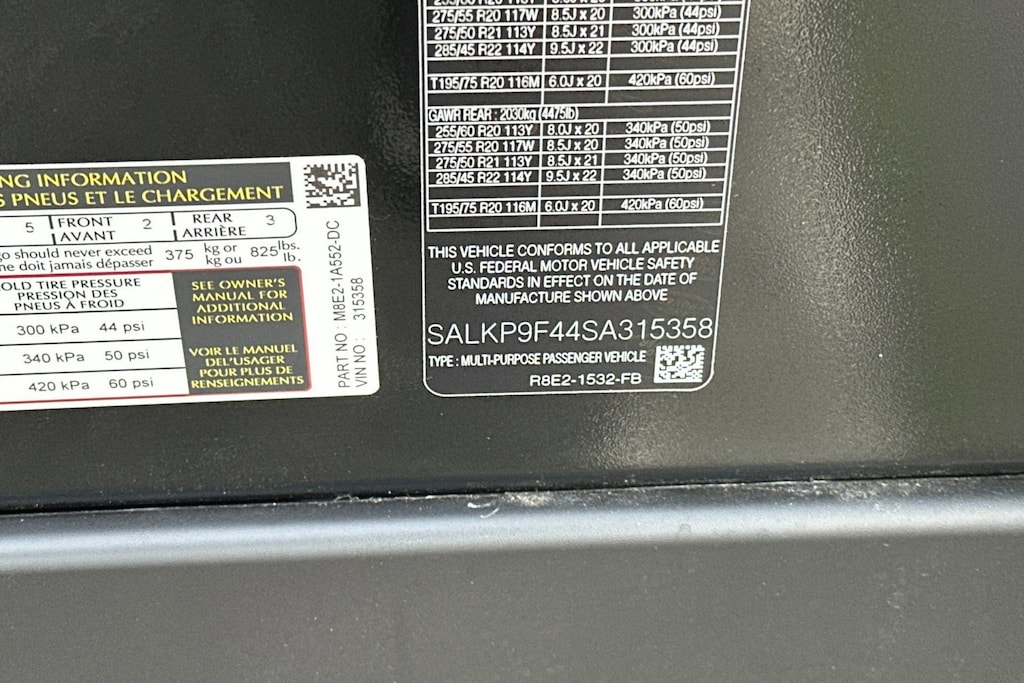 NG INFORMATION
S PNEUS ET LE CHARGEMENT
5 FRONT 2 REAR 3
AVANT ARRIÈRE
go should never exceed 375 kg or 825 lbs.
ne doit jamais dépasser kg ou lb.
OLD TIRE PRESSURE
PRESSION DES
PNEUS À FROID
300 kPa 44 psi
340 kPa 50 psi
420 kPa 60 psi
SEE OWNER'S
MANUAL FOR
ADDITIONAL
INFORMATION
VOIR LE MANUEL
DEL'USAGER
POUR PLUS DE
RENSEIGNEMENTS
PART NO : M8E2-1A552-DC
VIN NO : 315358
275/55 R20 117W 8.5J x 20 300kPa (44psi)
275/50 R21 113Y 8.5J x 21 300kPa (44psi)
285/45 R22 114Y 9.5J x 22 300kPa (44psi)
T195/75 R20 116M 6.0J x 20 420kPa (60psi)
GAWR REAR : 2030kg (4475lb)
255/60 R20 113Y 8.0J x 20 340kPa (50psi)
275/55 R20 117W 8.5J x 20 340kPa (50psi)
275/50 R21 113Y 8.5J x 21 340kPa (50psi)
285/45 R22 114Y 9.5J x 22 340kPa (50psi)
T195/75 R20 116M 6.0J x 20 420kPa (60psi)
THIS VEHICLE CONFORMS TO ALL APPLICABLE
U.S. FEDERAL MOTOR VEHICLE SAFETY
STANDARDS IN EFFECT ON THE DATE OF
MANUFACTURE SHOWN ABOVE
SALKP9F44SA315358
TYPE : MULTI-PURPOSE PASSENGER VEHICLE
R8E2-1532-FB